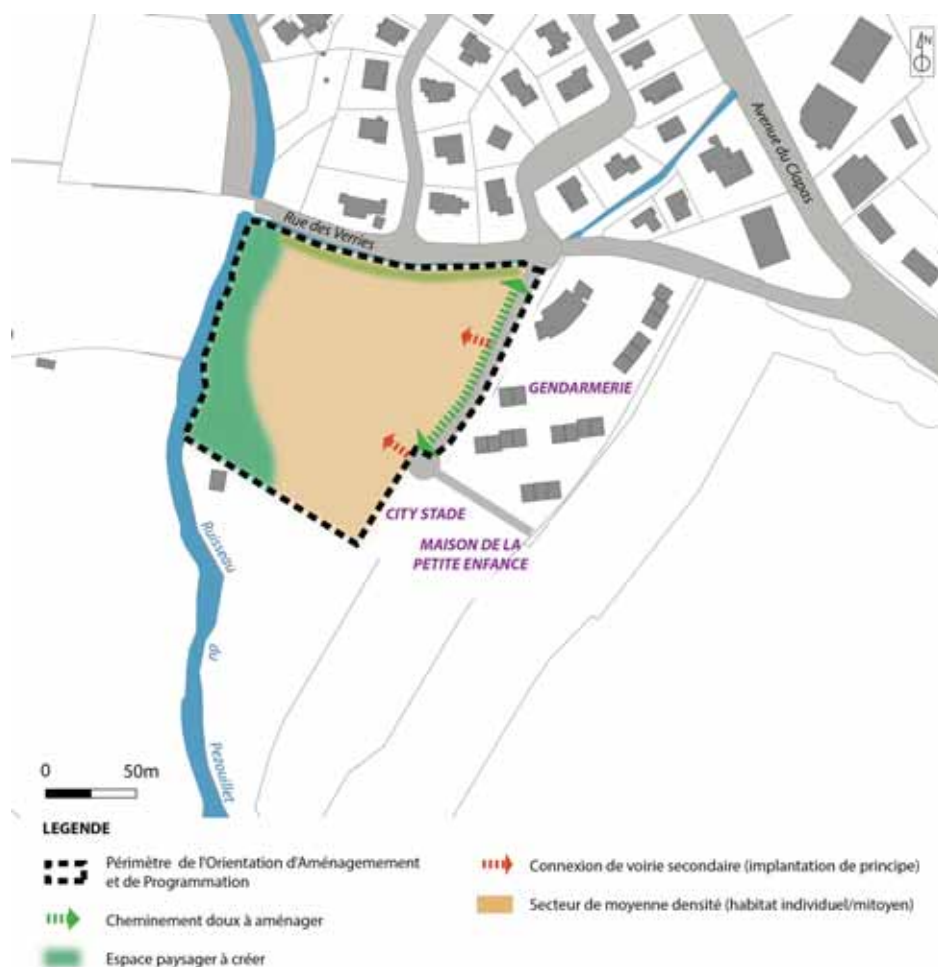 N
Avenue du Clapas
Rue des Verries
GENDARMERIE
CITY STADE
MAISON DE LA
PETITE ENFANCE
Ruisseau
du
Pezouillet
0 50m
LEGENDE
Périmètre de l'Orientation d'Aménagemement
et de Programmation
Cheminement doux à aménager
Espace paysager à créer
Connexion de voirie secondaire (implantation de principe)
Secteur de moyenne densité (habitat individuel/mitoyen)